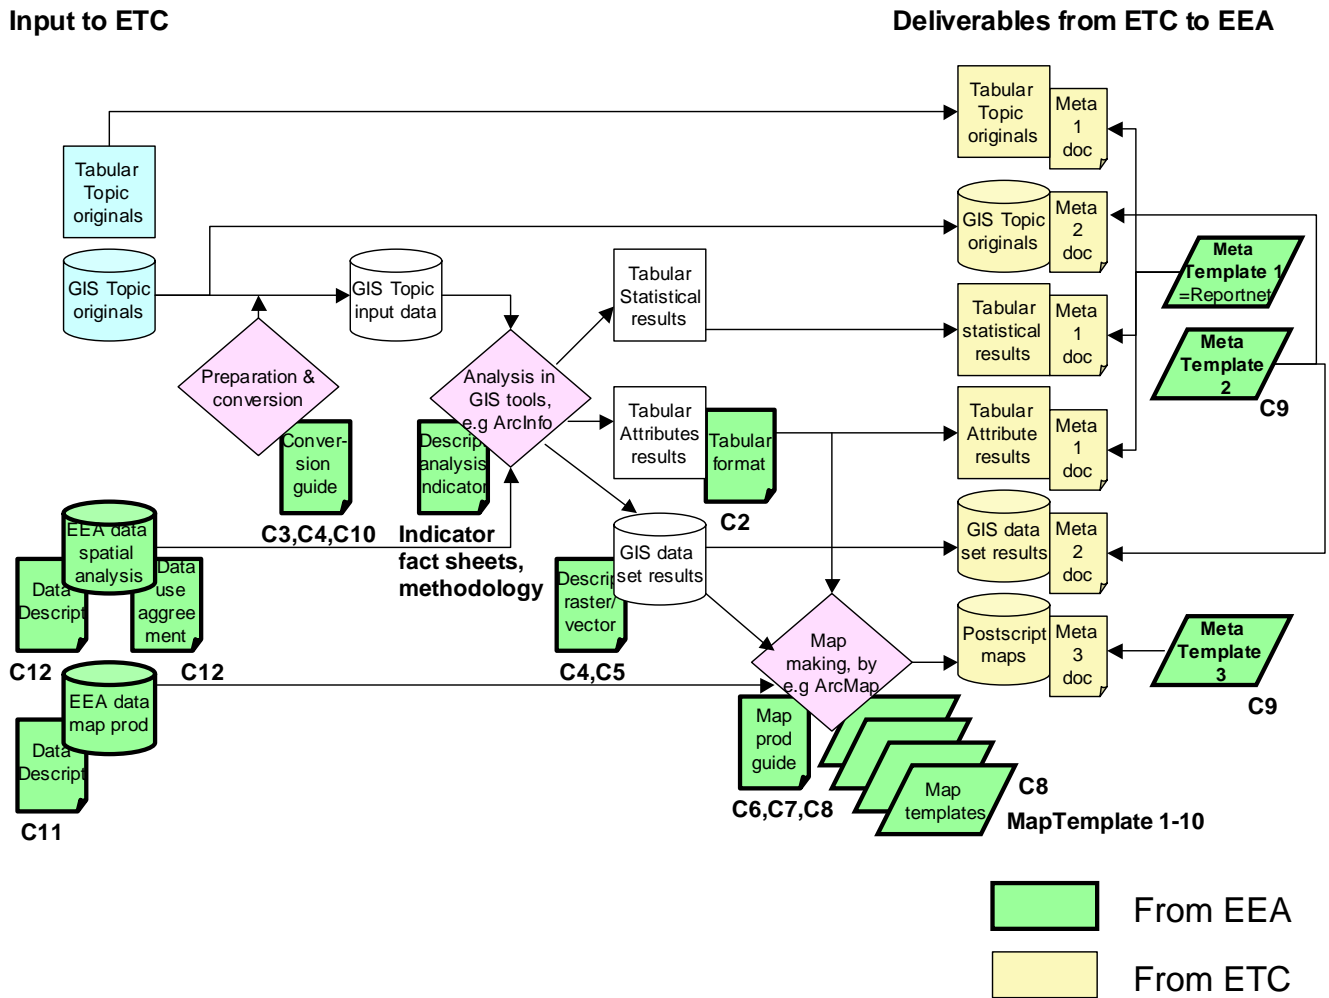 Input to ETC
Deliverables from ETC to EEA
Tabular
Topic
originals
Meta
1
doc
Tabular
Topic
originals
GIS Topic
originals
Meta
2
doc
GIS Topic
originals
GIS Topic
input data
Tabular
Statistical
results
Tabular
statistical
results
Meta
1
doc
Meta
Template 1
=Reportnet
Meta
Template
2
C9
Preparation &
conversion
Analysis in
GIS tools,
e.g ArcInfo
Tabular
Attributes
results
Tabular
format
C2
Tabular
Attribute
results
Meta
1
doc
Conver-
sion
guide
C3,C4,C10
Descript
analysis
indicator
Indicator
fact sheets,
methodology
EEA data
spatial
analysis
Data
Descript
C12
Data
use
aggree
ment
C12
GIS data
set results
Descrip
raster/
vector
C4,C5
GIS data
set results
Meta
2
doc
EEA data
map prod
Data
Descript
C11
Map
making, by
e.g ArcMap
Postscript
maps
Meta
3
doc
Meta
Template
3
C9
Map
prod
guide
C6,C7,C8
Map
templates
C8
MapTemplate 1-10
From EEA
From ETC